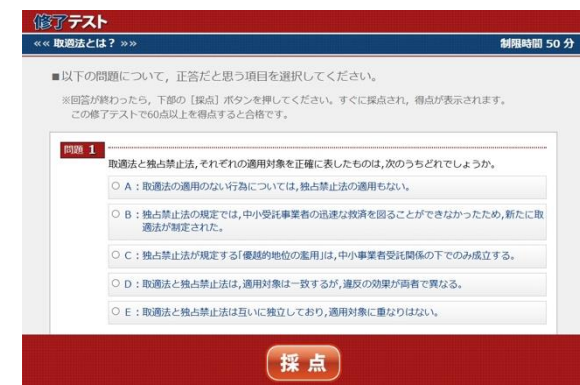 修了テスト
«« 取適法とは？ »» 制限時間 50 分
■以下の問題について，正答だと思う項目を選択してください。
※回答が終わったら，下部の［採点］ボタンを押してください。すぐに採点され，得点が表示されます。
この修了テストで60点以上を得点すると合格です。
問題 1
取適法と独占禁止法，それぞれの適用対象を正確に表したものは，次のうちどれでしょうか。
A：取適法の適用のない行為については，独占禁止法の適用もない。
B：独占禁止法の規定では，中小受託事業者の迅速な救済を図ることができなかったため，新たに取
適法が制定された。
C：独占禁止法が規定する「優越的地位の濫用」は，中小事業者受託関係の下でのみ成立する。
D：取適法と独占禁止法は，適用対象は一致するが，違反の効果が両者で異なる。
E：取適法と独占禁止法は互いに独立しており，適用対象に重なりはない。
採 点